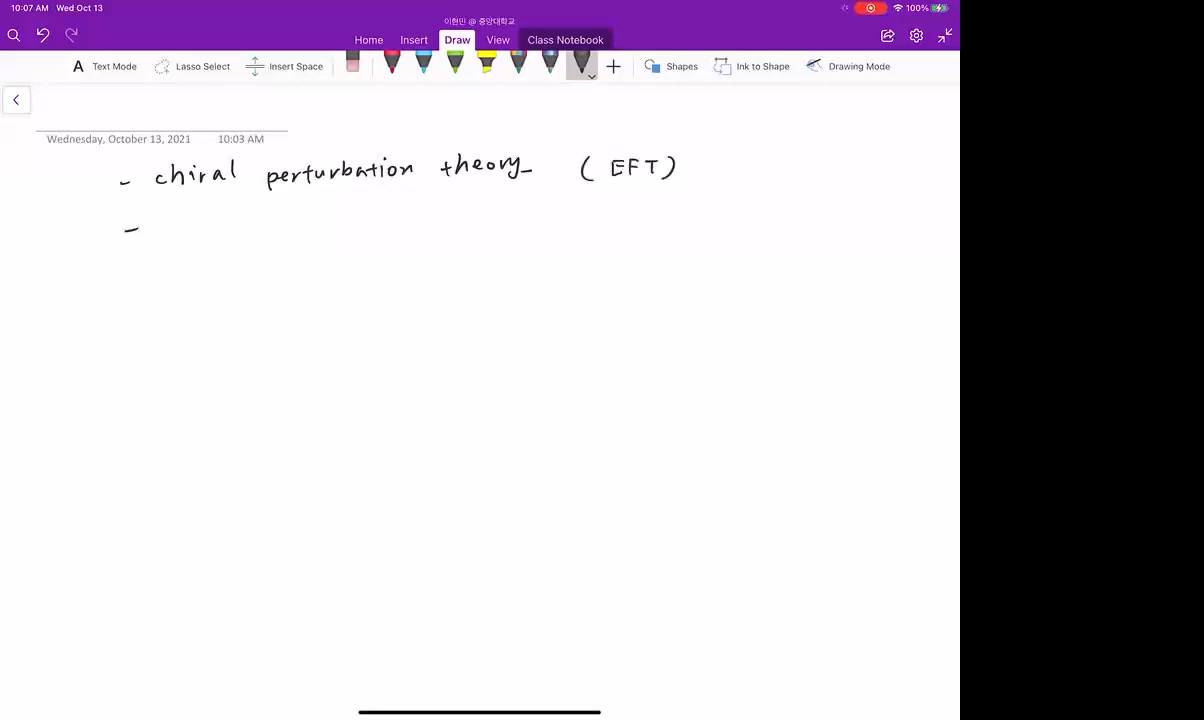 10:07 AM Wed Oct 13
100%
이현민 @ 중앙대학교
Home Insert Draw View Class Notebook
Text Mode Lasso Select Insert Space Shapes Ink to Shape Drawing Mode
Wednesday, October 13, 2021 10:03 AM
- chiral perturbation theory_ (EFT)
-